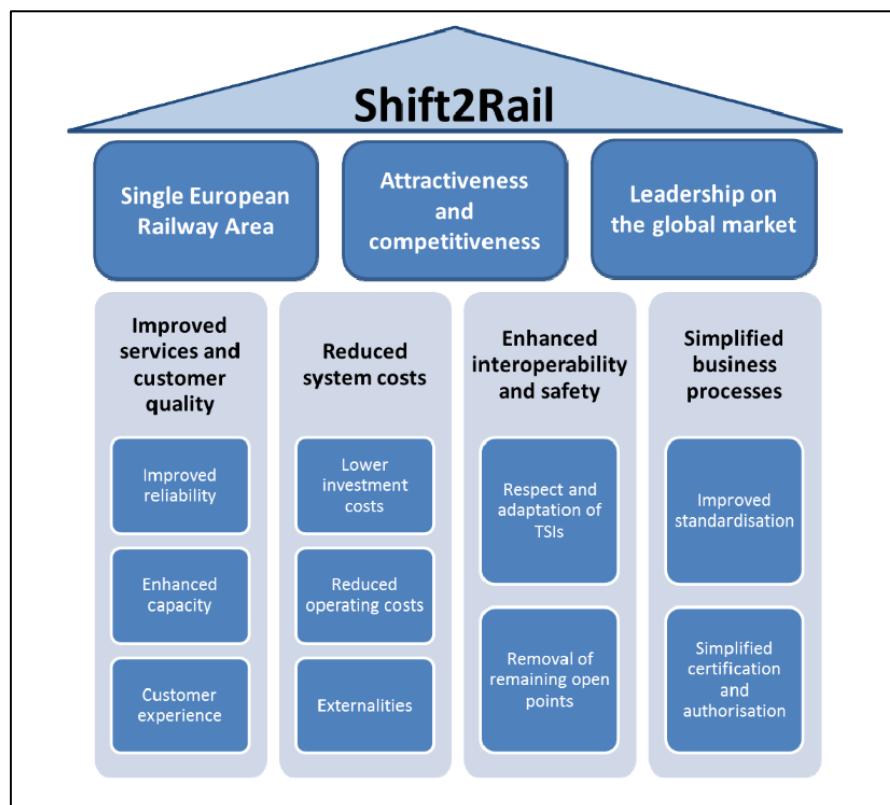 Shift2Rail
Single European
Railway Area
Attractiveness
and
competitiveness
Leadership on
the global market
Improved
services and
customer
quality
Improved
reliability
Enhanced
capacity
Customer
experience
Reduced
system costs
Lower
investment
costs
Reduced
operating costs
Externalities
Enhanced
interoperability
and safety
Respect and
adaptation of
TSIs
Removal of
remaining open
points
Simplified
business
processes
Improved
standardisation
Simplified
certification
and
authorisation